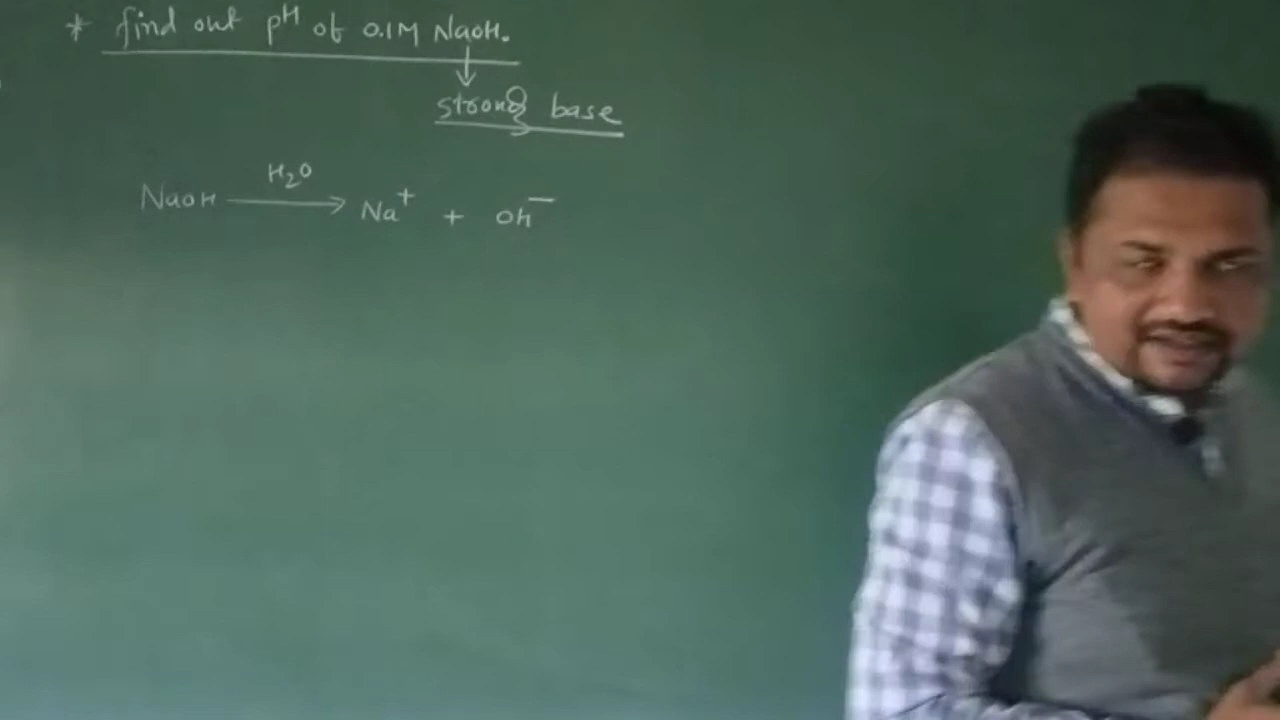 * find out pH of 0.1M NaOH.
strong base
H2O
NaOH ⟶ Na+ + OH−